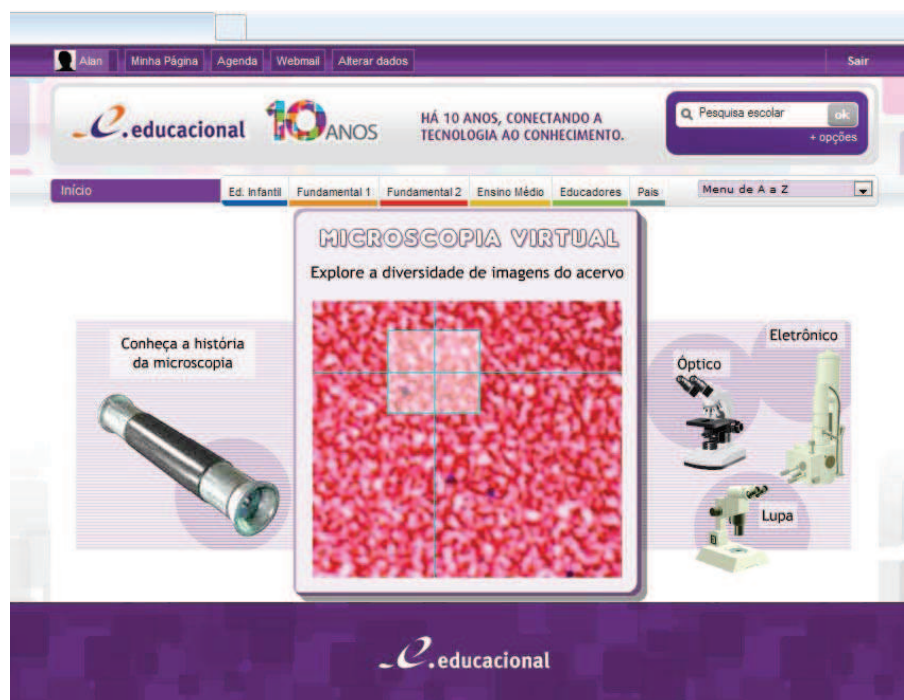 Alan Minha Página Agenda Webmail Alterar dados Sair
e.educacional
10 ANOS
HÁ 10 ANOS, CONECTANDO A
TECNOLOGIA AO CONHECIMENTO.
Pesquisa escolar ok
+ opções
Início Ed. Infantil Fundamental 1 Fundamental 2 Ensino Médio Educadores Pais Menu de A a Z
MICROSCOPIA VIRTUAL
Explore a diversidade de imagens do acervo
Conheça a história
da microscopia
Eletrônico
Óptico
Lupa
e.educacional